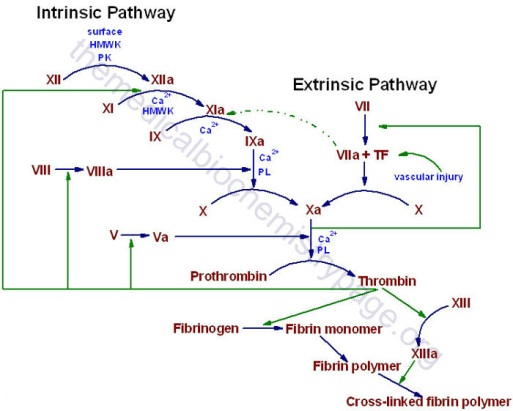 Intrinsic Pathway
surface
HMWK
PK
XII
XIIa
Extrinsic Pathway
XI
Ca2+
HMWK
XIa
VII
IX
Ca2+
IXa
VIIa + TF
Ca2+
PL
vascular injury
VIII
VIIIa
X
Xa
X
V
Va
Ca2+
PL
Prothrombin
Thrombin
XIII
Fibrinogen
Fibrin monomer
XIIIa
Fibrin polymer
Cross-linked fibrin polymer
themedicalbiochemistrypage.org